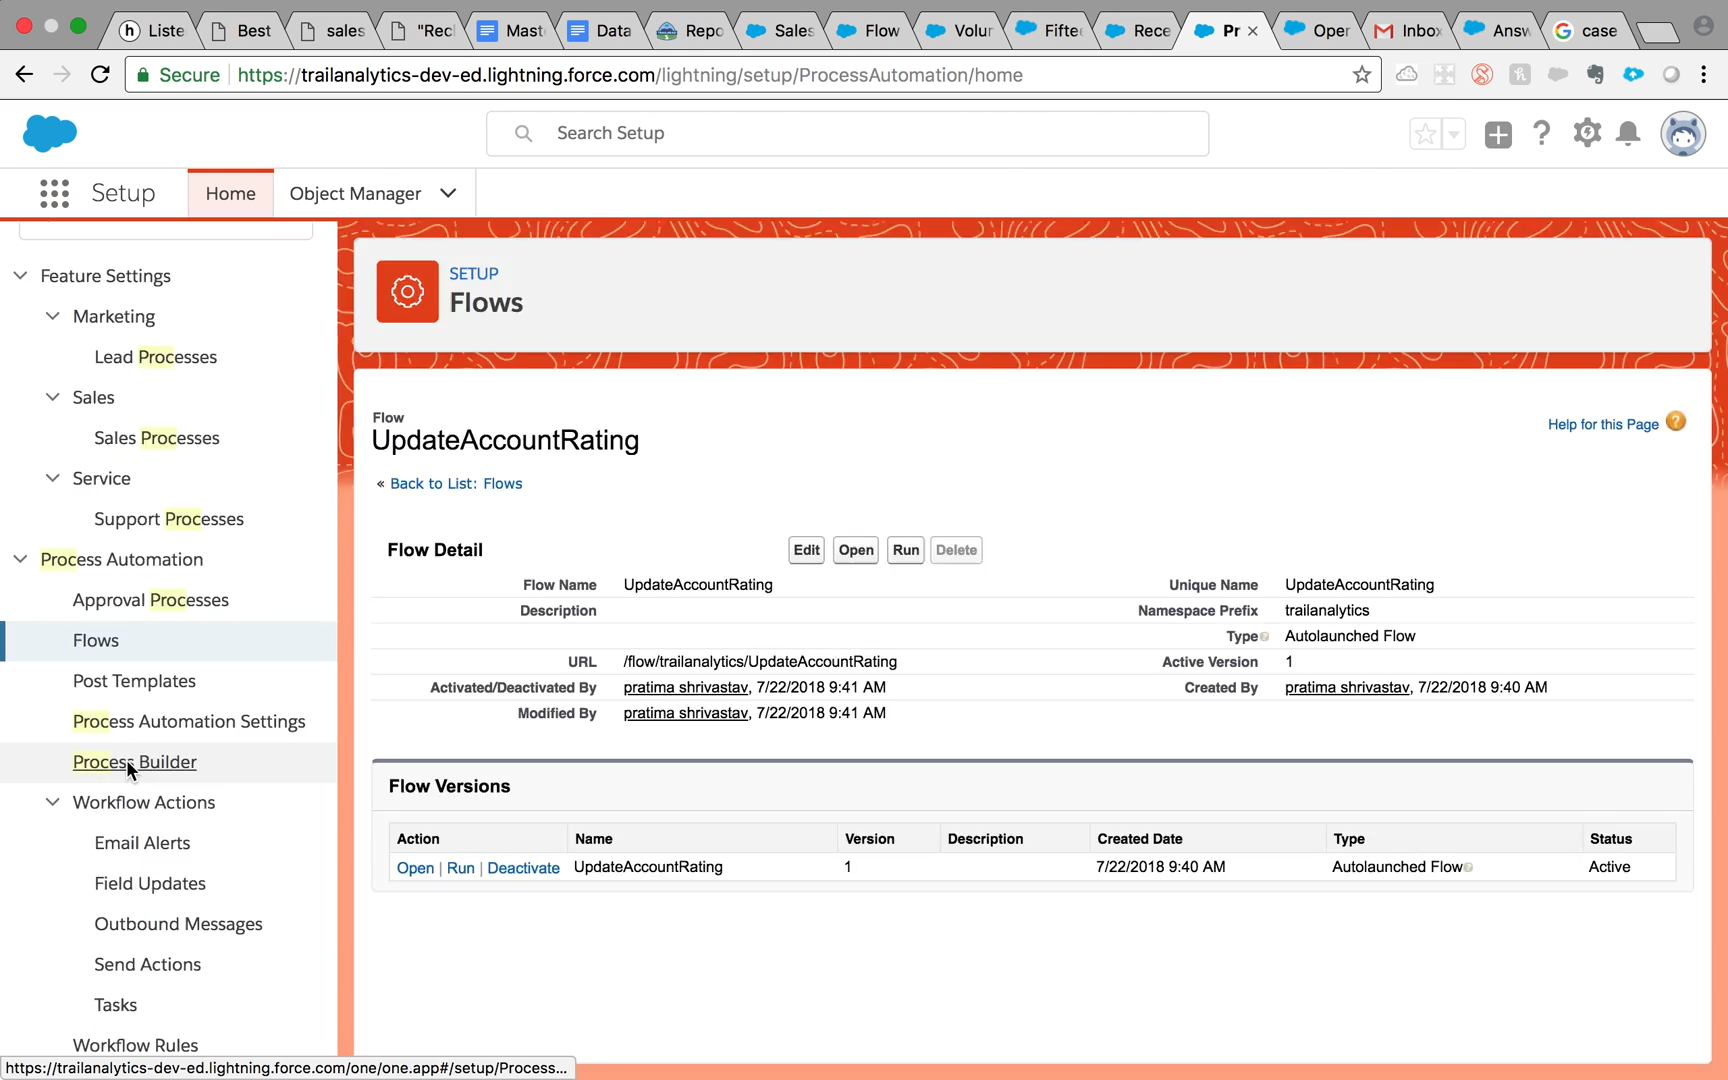 Liste
Best
sales
"Recl
Mast
Data
Repo
Sales
Flow
Volur
Fifte
Rece
Pr
Oper
Inbox
Answ
case
Secure
https://trailanalytics-dev-ed.lightning.force.com/lightning/setup/ProcessAutomation/home
Search Setup
Setup
Home
Object Manager
Feature Settings
Marketing
Lead Processes
Sales
Sales Processes
Service
Support Processes
Process Automation
Approval Processes
Flows
Post Templates
Process Automation Settings
Process Builder
Workflow Actions
Email Alerts
Field Updates
Outbound Messages
Send Actions
Tasks
Workflow Rules
SETUP
Flows
Flow
UpdateAccountRating
Help for this Page
« Back to List: Flows
Flow Detail
Edit
Open
Run
Delete
Flow Name UpdateAccountRating Unique Name UpdateAccountRating
Description Namespace Prefix trailanalytics
Type Autolaunched Flow
URL /flow/trailanalytics/UpdateAccountRating Active Version 1
Activated/Deactivated By pratima shrivastav, 7/22/2018 9:41 AM Created By pratima shrivastav, 7/22/2018 9:40 AM
Modified By pratima shrivastav, 7/22/2018 9:41 AM
Flow Versions
Action Name Version Description Created Date Type Status
Open | Run | Deactivate UpdateAccountRating 1 7/22/2018 9:40 AM Autolaunched Flow Active
https://trailanalytics-dev-ed.lightning.force.com/one/one.app#/setup/Process...